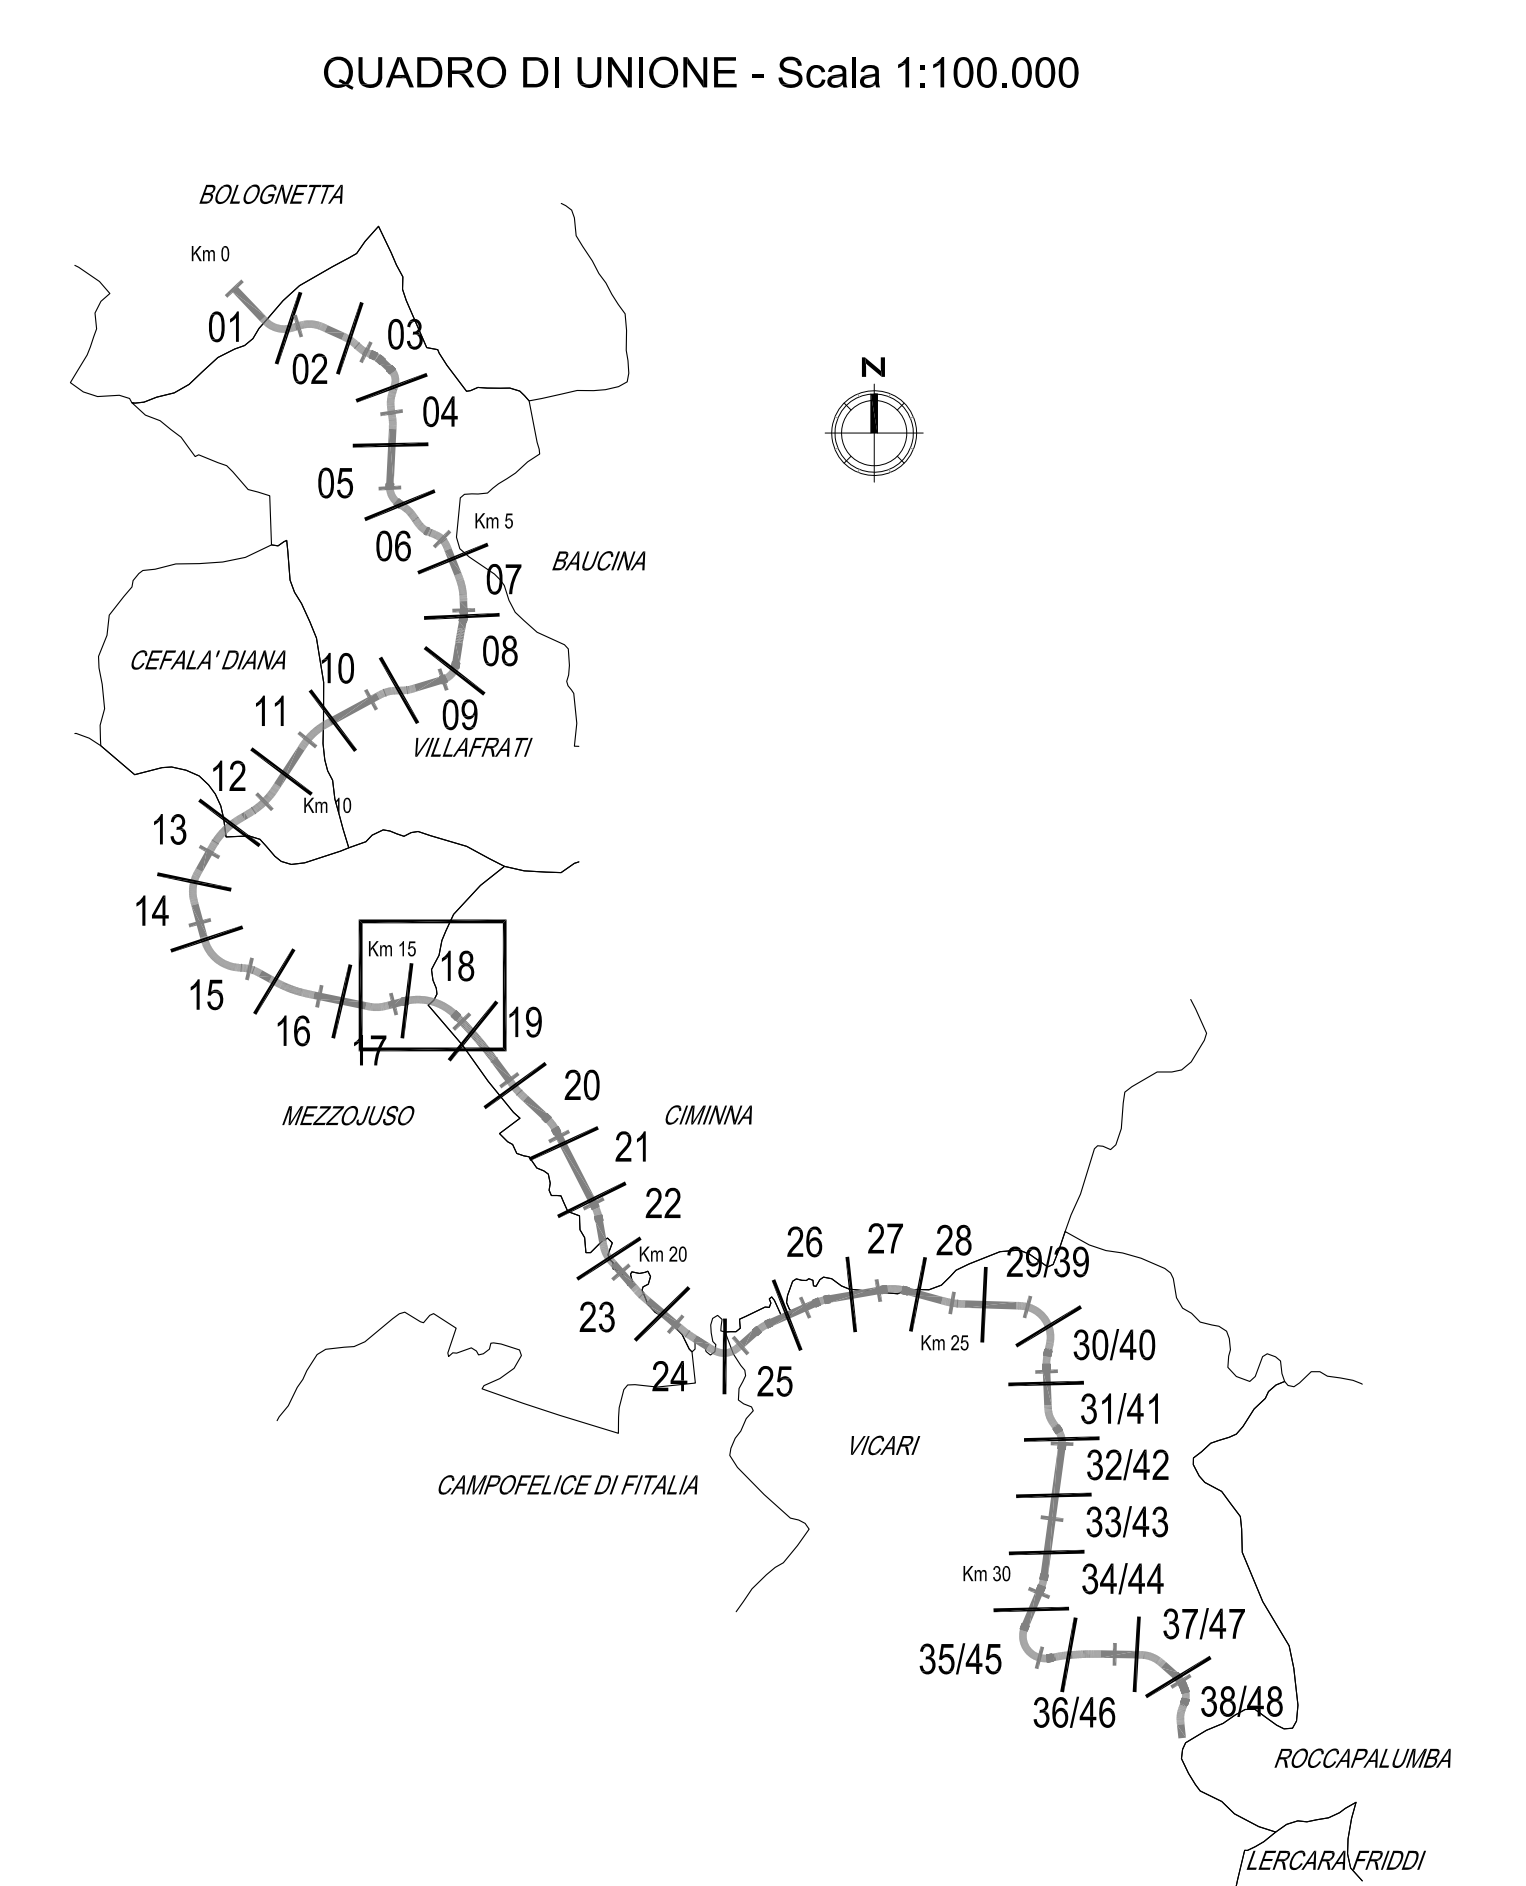 QUADRO DI UNIONE - Scala 1:100.000
BOLOGNETTA
Km 0
01
02
03
N
04
05
Km 5
06
BAUCINA
07
08
CEFALA' DIANA
10
09
11
VILLAFRATI
12
Km 10
13
14
Km 15
18
15
16
17
19
20
MEZZOJUSO
CIMINNA
21
22
Km 20
23
24
25
26
27
28
29/39
Km 25
30/40
31/41
VICARI
32/42
CAMPOFELICE DI FITALIA
33/43
Km 30
34/44
37/47
35/45
36/46
38/48
ROCCAPALUMBA
LERCARA FRIDDI